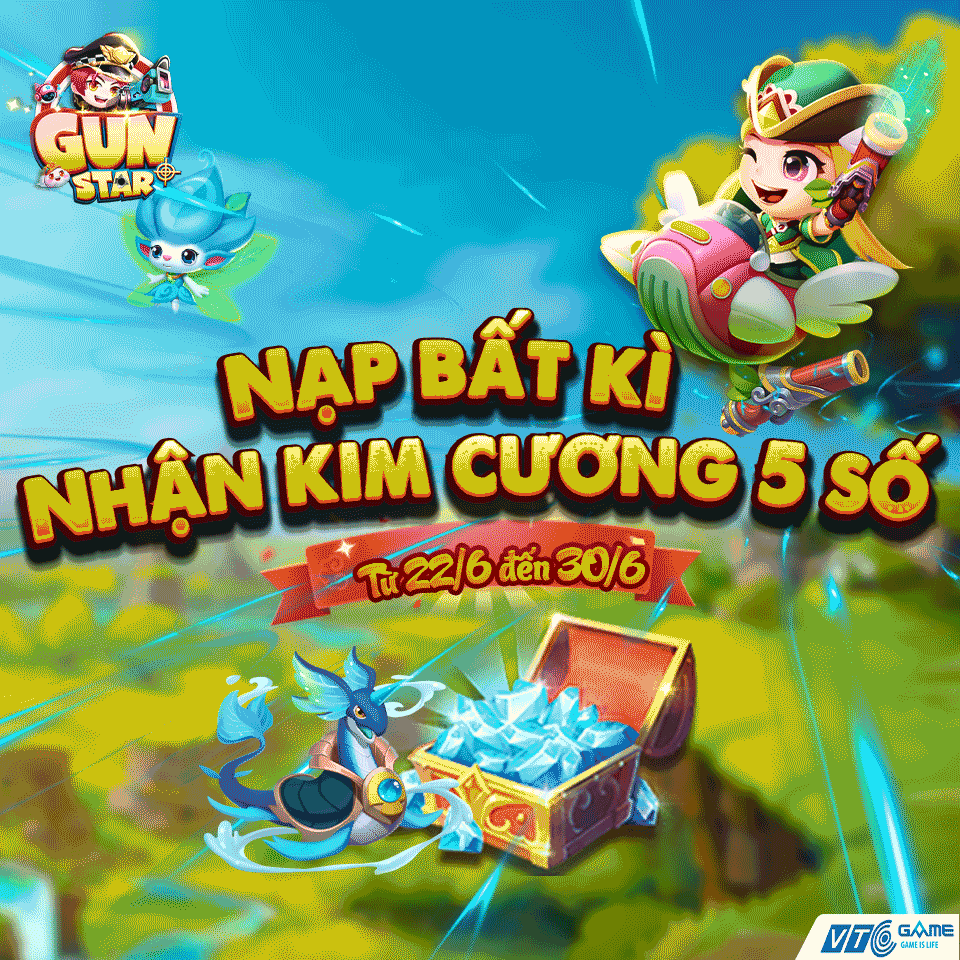 GUN
STAR
NẠP BẤT KÌ
NHẬN KIM CƯƠNG 5 SỐ
Từ 22/6 đến 30/6
VTC GAME
GAME IS LIFE